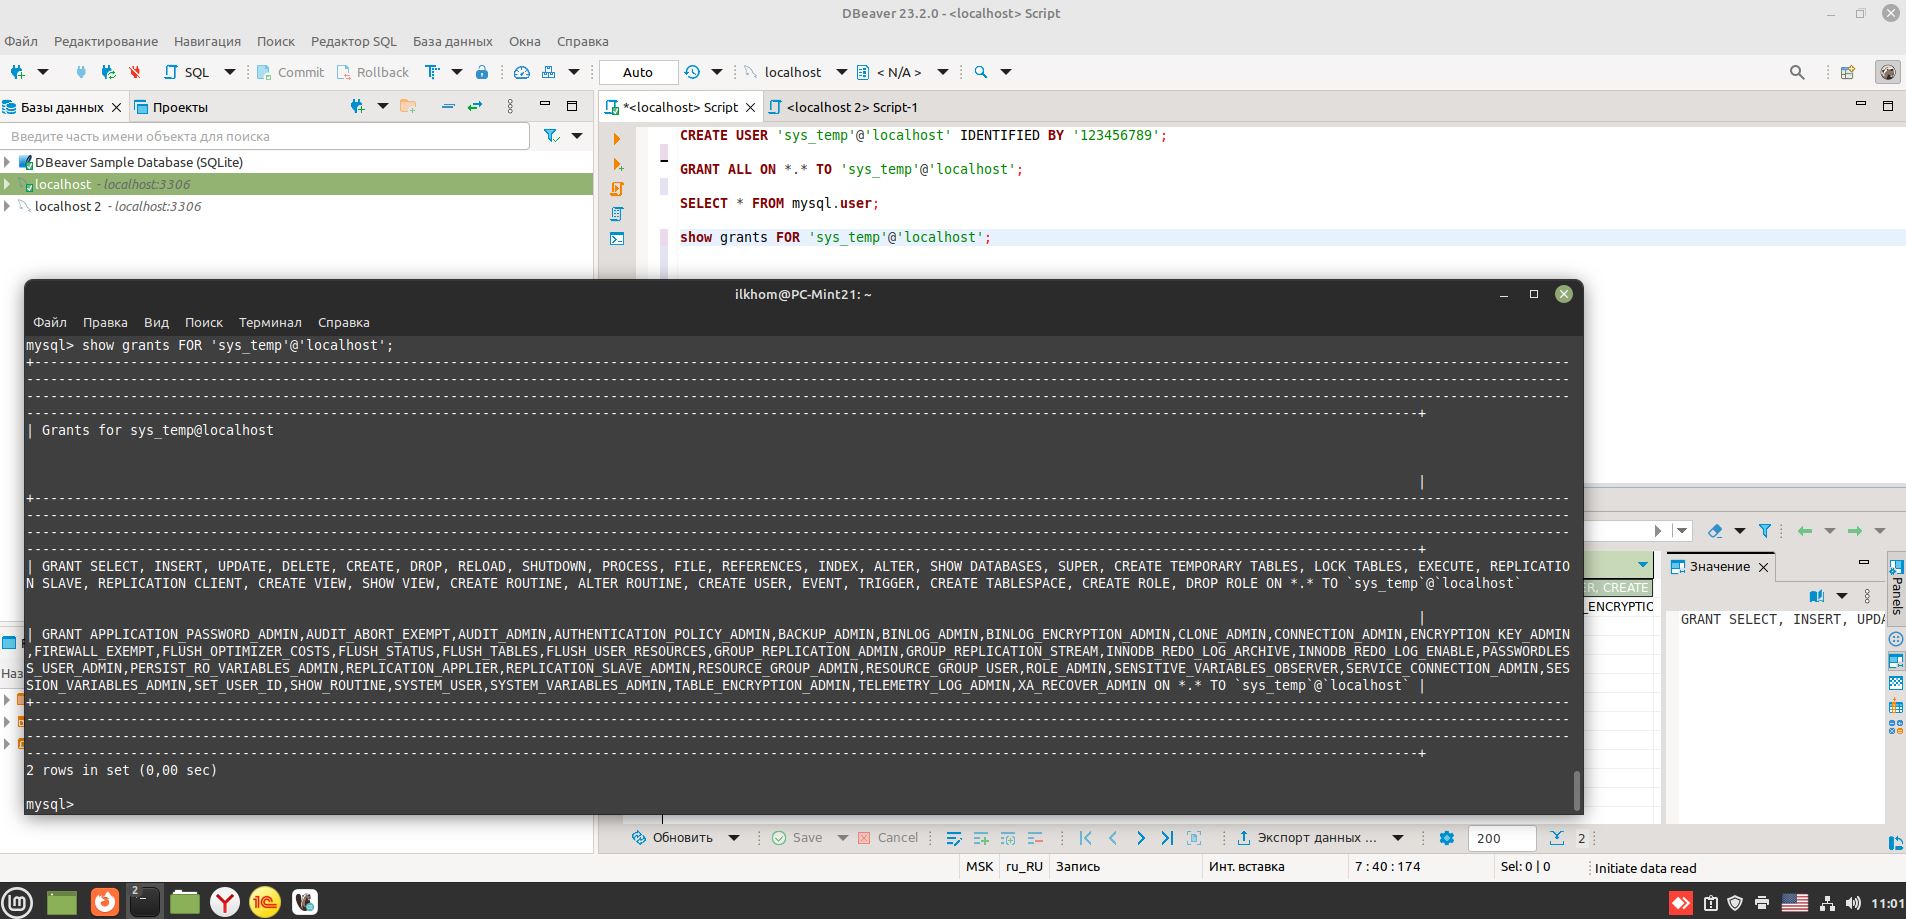 DBeaver 23.2.0 - <localhost> Script
Файл Редактирование Навигация Поиск Редактор SQL База данных Окна Справка
SQL Commit Rollback Auto localhost < N/A >
Базы данных Проекты
*<localhost> Script <localhost 2> Script-1
Введите часть имени объекта для поиска
DBeaver Sample Database (SQLite)
localhost - localhost:3306
localhost 2 - localhost:3306
CREATE USER 'sys_temp'@'localhost' IDENTIFIED BY '123456789';
GRANT ALL ON *.* TO 'sys_temp'@'localhost';
SELECT * FROM mysql.user;
show grants FOR 'sys_temp'@'localhost';
ilkhom@PC-Mint21: ~
Файл Правка Вид Поиск Терминал Справка
mysql> show grants FOR 'sys_temp'@'localhost';
| Grants for sys_temp@localhost
|
| GRANT SELECT, INSERT, UPDATE, DELETE, CREATE, DROP, RELOAD, SHUTDOWN, PROCESS, FILE, REFERENCES, INDEX, ALTER, SHOW DATABASES, SUPER, CREATE TEMPORARY TABLES, LOCK TABLES, EXECUTE, REPLICATIO
N SLAVE, REPLICATION CLIENT, CREATE VIEW, SHOW VIEW, CREATE ROUTINE, ALTER ROUTINE, CREATE USER, EVENT, TRIGGER, CREATE TABLESPACE, CREATE ROLE, DROP ROLE ON *.* TO `sys_temp`@`localhost`
|
| GRANT APPLICATION_PASSWORD_ADMIN,AUDIT_ABORT_EXEMPT,AUDIT_ADMIN,AUTHENTICATION_POLICY_ADMIN,BACKUP_ADMIN,BINLOG_ADMIN,BINLOG_ENCRYPTION_ADMIN,CLONE_ADMIN,CONNECTION_ADMIN,ENCRYPTION_KEY_ADMIN
,FIREWALL_EXEMPT,FLUSH_OPTIMIZER_COSTS,FLUSH_STATUS,FLUSH_TABLES,FLUSH_USER_RESOURCES,GROUP_REPLICATION_ADMIN,GROUP_REPLICATION_STREAM,INNODB_REDO_LOG_ARCHIVE,INNODB_REDO_LOG_ENABLE,PASSWORDLES
S_USER_ADMIN,PERSIST_RO_VARIABLES_ADMIN,REPLICATION_APPLIER,REPLICATION_SLAVE_ADMIN,RESOURCE_GROUP_ADMIN,RESOURCE_GROUP_USER,ROLE_ADMIN,SENSITIVE_VARIABLES_OBSERVER,SERVICE_CONNECTION_ADMIN,SES
SION_VARIABLES_ADMIN,SET_USER_ID,SHOW_ROUTINE,SYSTEM_USER,SYSTEM_VARIABLES_ADMIN,TABLE_ENCRYPTION_ADMIN,TELEMETRY_LOG_ADMIN,XA_RECOVER_ADMIN ON *.* TO `sys_temp`@`localhost` |
2 rows in set (0,00 sec)
mysql>
Значение
Panels
ER, CREATE
_ENCRYPTIC
GRANT SELECT, INSERT, UPDA
Наз
Обновить Save Cancel Экспорт данных ... 200 2
MSK ru_RU Запись Инт. вставка 7 : 40 : 174 Sel: 0 | 0 Initiate data read
2
11:01